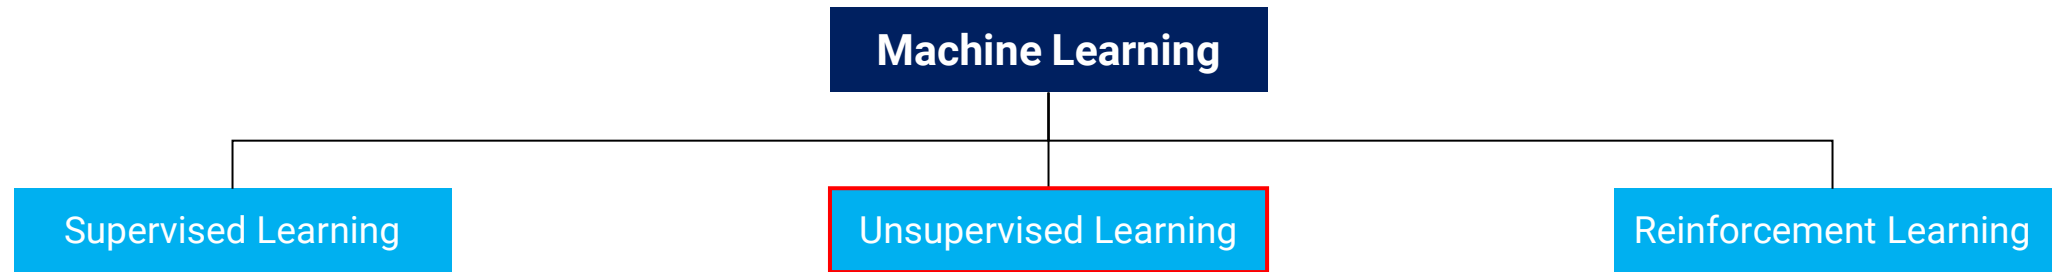 Machine Learning
Supervised Learning
Unsupervised Learning
Reinforcement Learning